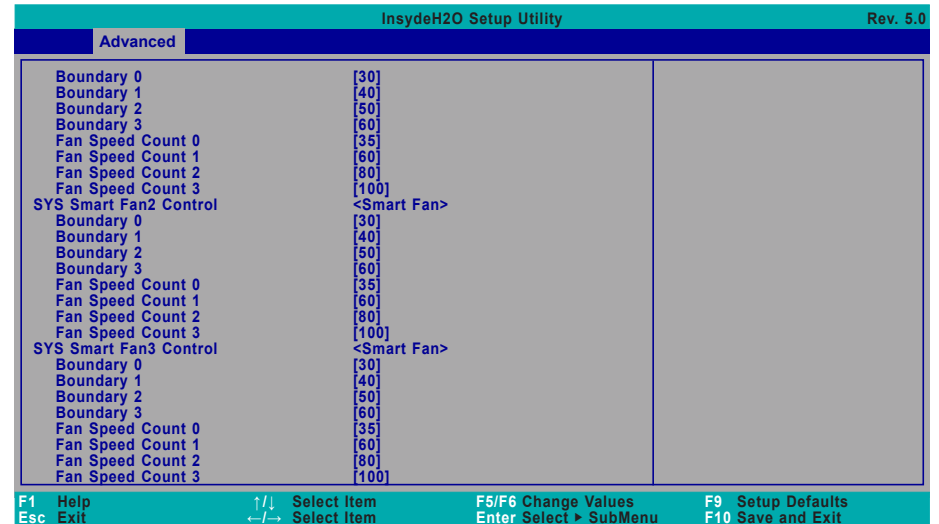 InsydeH2O Setup Utility Rev. 5.0
Advanced
Boundary 0 [30]
Boundary 1 [40]
Boundary 2 [50]
Boundary 3 [60]
Fan Speed Count 0 [35]
Fan Speed Count 1 [60]
Fan Speed Count 2 [80]
Fan Speed Count 3 [100]
SYS Smart Fan2 Control <Smart Fan>
Boundary 0 [30]
Boundary 1 [40]
Boundary 2 [50]
Boundary 3 [60]
Fan Speed Count 0 [35]
Fan Speed Count 1 [60]
Fan Speed Count 2 [80]
Fan Speed Count 3 [100]
SYS Smart Fan3 Control <Smart Fan>
Boundary 0 [30]
Boundary 1 [40]
Boundary 2 [50]
Boundary 3 [60]
Fan Speed Count 0 [35]
Fan Speed Count 1 [60]
Fan Speed Count 2 [80]
Fan Speed Count 3 [100]
F1 Help ↑/↓ Select Item F5/F6 Change Values F9 Setup Defaults
Esc Exit ←/→ Select Item Enter Select ▶ SubMenu F10 Save and Exit